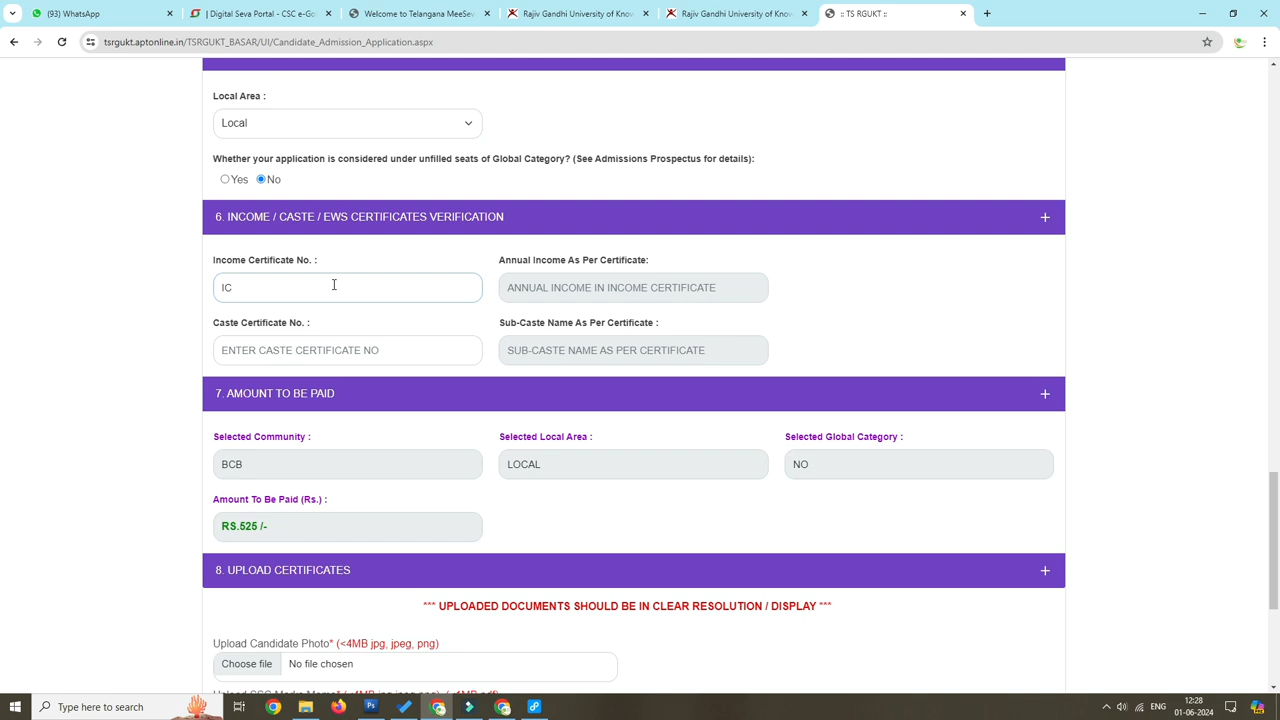 (93) WhatsApp
| Digital Seva Portal - CSC e-Go
Welcome to Telangana MeeSev
Rajiv Gandhi University of Know
Rajiv Gandhi University of Know
:: TS RGUKT ::
tsrgukt.aptonline.in/TSRGUKT_BASAR/UI/Candidate_Admission_Application.aspx
Local Area :
Local
Whether your application is considered under unfilled seats of Global Category? (See Admissions Prospectus for details):
Yes No
6. INCOME / CASTE / EWS CERTIFICATES VERIFICATION
Income Certificate No. :
Annual Income As Per Certificate:
IC
ANNUAL INCOME IN INCOME CERTIFICATE
Caste Certificate No. :
Sub-Caste Name As Per Certificate :
ENTER CASTE CERTIFICATE NO
SUB-CASTE NAME AS PER CERTIFICATE
7. AMOUNT TO BE PAID
Selected Community :
Selected Local Area :
Selected Global Category :
BCB
LOCAL
NO
Amount To Be Paid (Rs.) :
RS.525 /-
8. UPLOAD CERTIFICATES
*** UPLOADED DOCUMENTS SHOULD BE IN CLEAR RESOLUTION / DISPLAY ***
Upload Candidate Photo* (<4MB jpg, jpeg, png)
Choose file No file chosen
Type here to search
ENG
12:28
01-06-2024